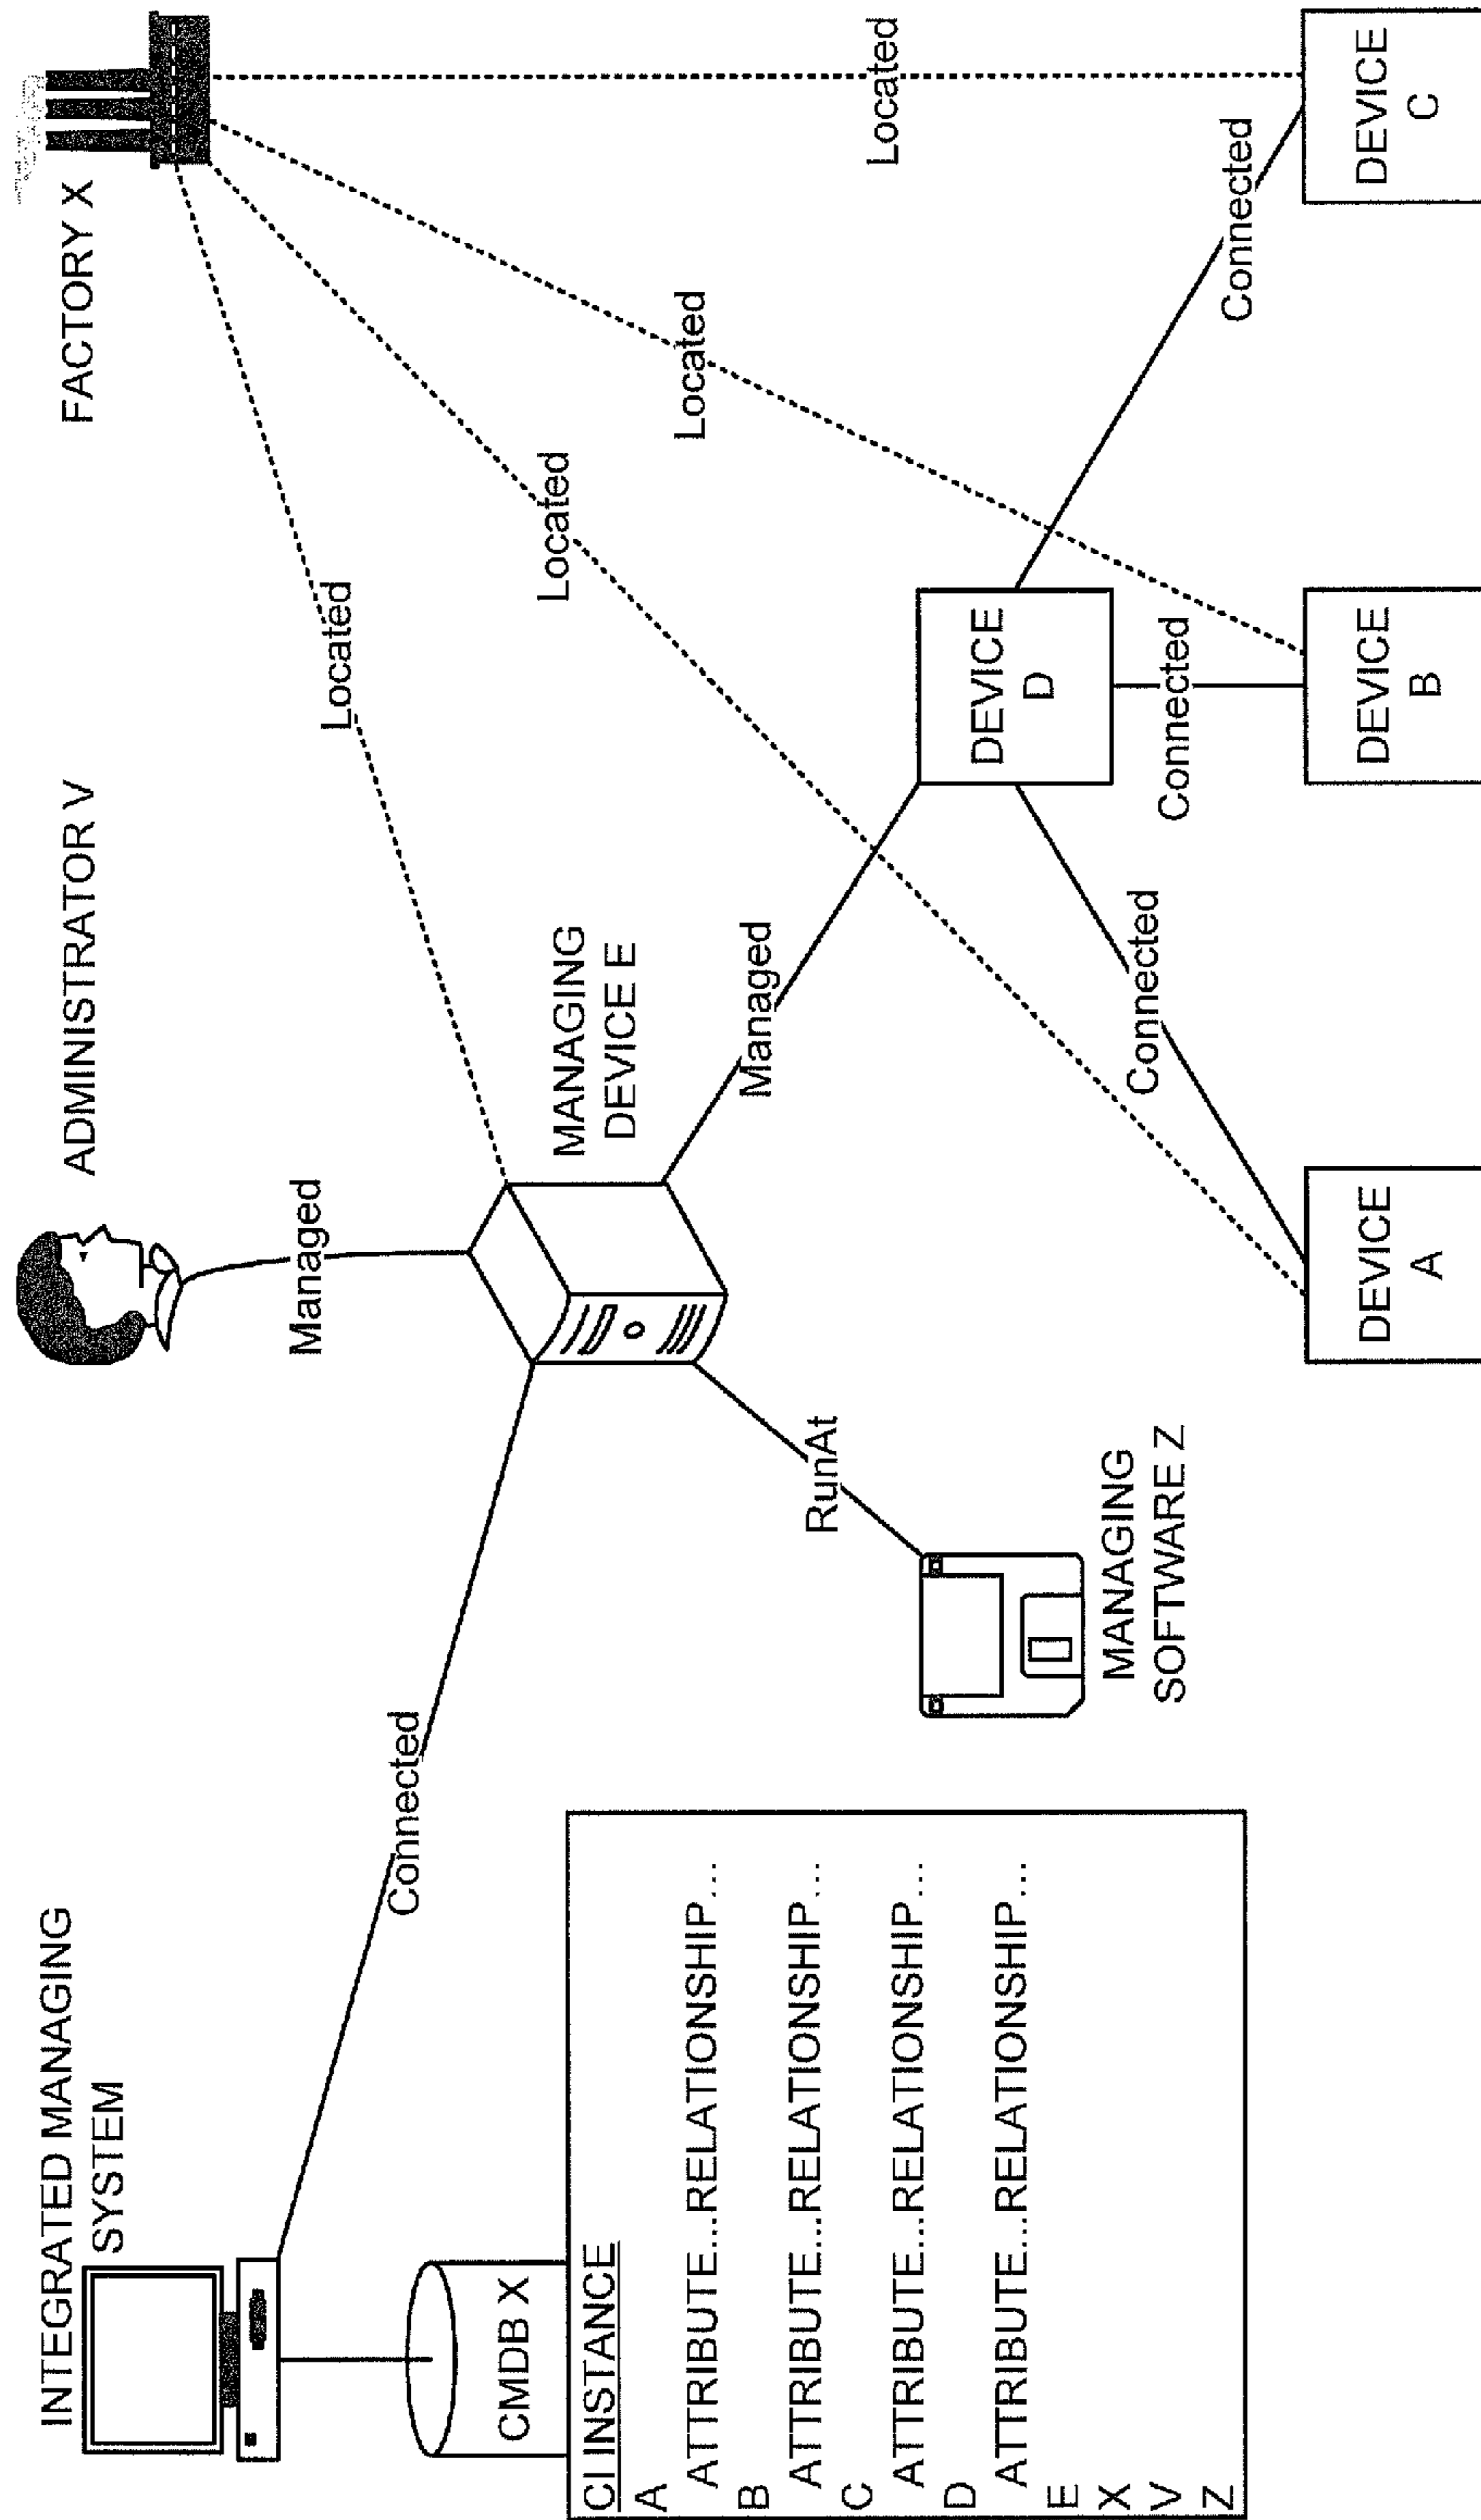 INTEGRATED MANAGING
SYSTEM
ADMINISTRATOR V
FACTORY X
Managed
Located
Connected
CMDB X
MANAGING
DEVICE E
Located
Located
Located
RunAt
Managed
MANAGING
SOFTWARE Z
DEVICE
D
Connected
Connected
Connected
CI INSTANCE
A
ATTRIBUTE...RELATIONSHIP...
B
ATTRIBUTE...RELATIONSHIP...
C
ATTRIBUTE...RELATIONSHIP...
D
ATTRIBUTE...RELATIONSHIP...
E
X
V
Z
DEVICE
A
DEVICE
B
DEVICE
C